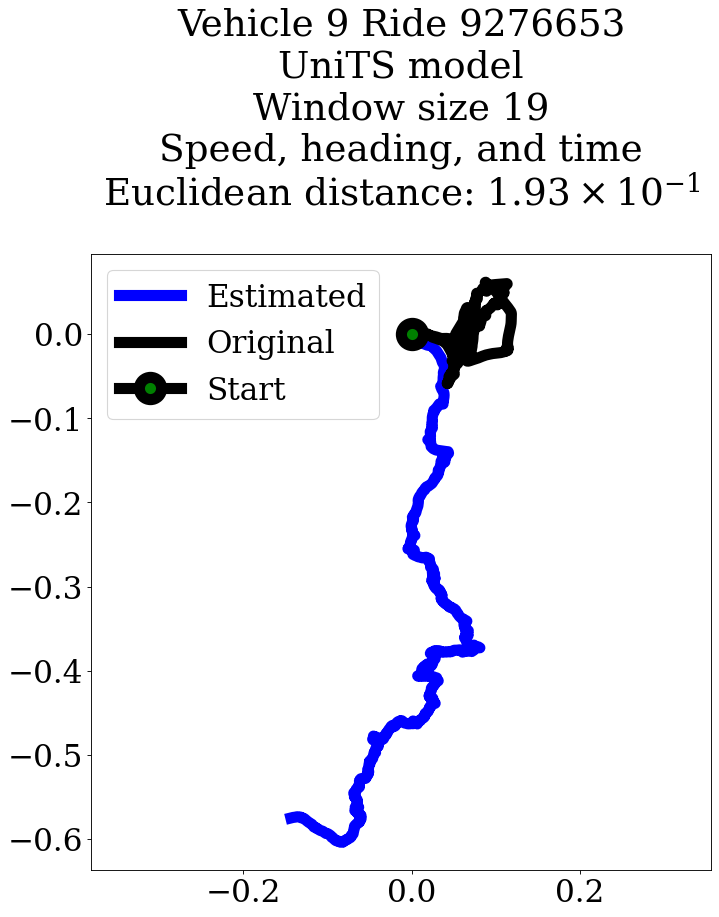 Vehicle 9 Ride 9276653
UniTS model
Window size 19
Speed, heading, and time
Euclidean distance: $1.93 \times 10^{-1}$
Estimated
Original
Start
0.0
−0.1
−0.2
−0.3
−0.4
−0.5
−0.6
−0.2
0.0
0.2